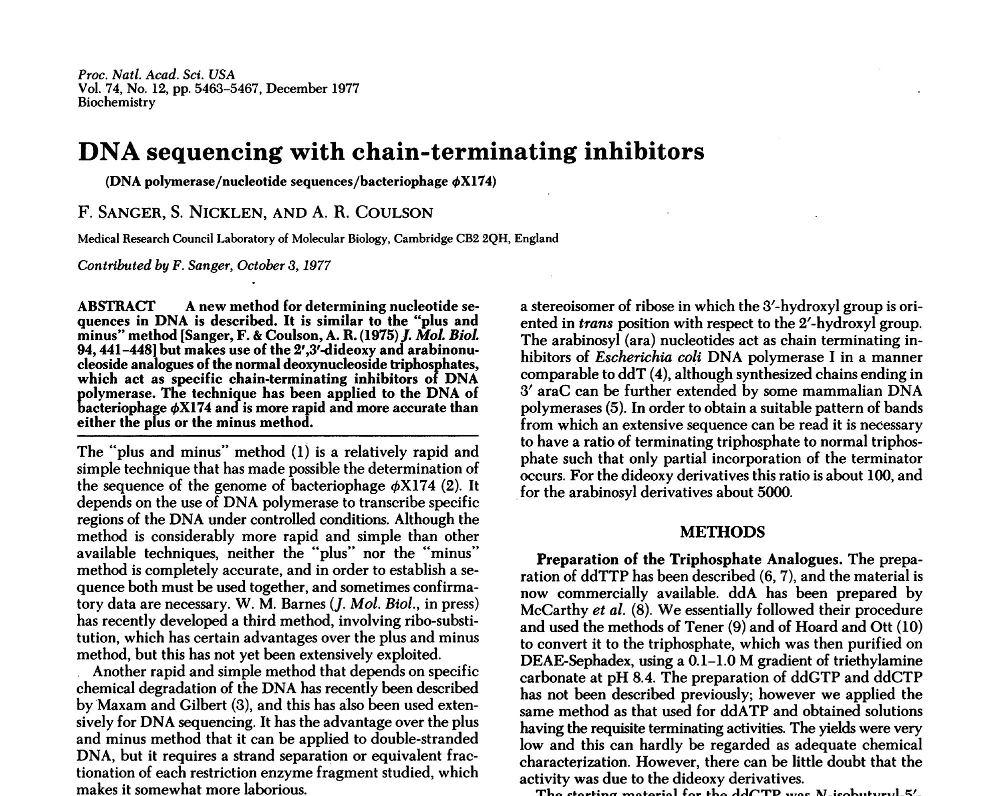 Proc. Natl. Acad. Sci. USA
Vol. 74, No. 12, pp. 5463–5467, December 1977
Biochemistry
DNA sequencing with chain-terminating inhibitors
(DNA polymerase/nucleotide sequences/bacteriophage ϕX174)
F. SANGER, S. NICKLEN, AND A. R. COULSON
Medical Research Council Laboratory of Molecular Biology, Cambridge CB2 2QH, England
Contributed by F. Sanger, October 3, 1977
ABSTRACT A new method for determining nucleotide se-
quences in DNA is described. It is similar to the “plus and
minus” method [Sanger, F. & Coulson, A. R. (1975) J. Mol. Biol.
94, 441–448] but makes use of the 2′,3′-dideoxy and arabinonu-
cleoside analogues of the normal deoxynucleoside triphosphates,
which act as specific chain-terminating inhibitors of DNA
polymerase. The technique has been applied to the DNA of
bacteriophage ϕX174 and is more rapid and more accurate than
either the plus or the minus method.
The “plus and minus” method (1) is a relatively rapid and
simple technique that has made possible the determination of
the sequence of the genome of bacteriophage ϕX174 (2). It
depends on the use of DNA polymerase to transcribe specific
regions of the DNA under controlled conditions. Although the
method is considerably more rapid and simple than other
available techniques, neither the “plus” nor the “minus”
method is completely accurate, and in order to establish a se-
quence both must be used together, and sometimes confirma-
tory data are necessary. W. M. Barnes (J. Mol. Biol., in press)
has recently developed a third method, involving ribo-substi-
tution, which has certain advantages over the plus and minus
method, but this has not yet been extensively exploited.
Another rapid and simple method that depends on specific
chemical degradation of the DNA has recently been described
by Maxam and Gilbert (3), and this has also been used exten-
sively for DNA sequencing. It has the advantage over the plus
and minus method that it can be applied to double-stranded
DNA, but it requires a strand separation or equivalent frac-
tionation of each restriction enzyme fragment studied, which
makes it somewhat more laborious.
a stereoisomer of ribose in which the 3′-hydroxyl group is ori-
ented in trans position with respect to the 2′-hydroxyl group.
The arabinosyl (ara) nucleotides act as chain terminating in-
hibitors of Escherichia coli DNA polymerase I in a manner
comparable to ddT (4), although synthesized chains ending in
3′ araC can be further extended by some mammalian DNA
polymerases (5). In order to obtain a suitable pattern of bands
from which an extensive sequence can be read it is necessary
to have a ratio of terminating triphosphate to normal triphos-
phate such that only partial incorporation of the terminator
occurs. For the dideoxy derivatives this ratio is about 100, and
for the arabinosyl derivatives about 5000.
METHODS
Preparation of the Triphosphate Analogues. The prepa-
ration of ddTTP has been described (6, 7), and the material is
now commercially available. ddA has been prepared by
McCarthy et al. (8). We essentially followed their procedure
and used the methods of Tener (9) and of Hoard and Ott (10)
to convert it to the triphosphate, which was then purified on
DEAE-Sephadex, using a 0.1–1.0 M gradient of triethylamine
carbonate at pH 8.4. The preparation of ddGTP and ddCTP
has not been described previously; however we applied the
same method as that used for ddATP and obtained solutions
having the requisite terminating activities. The yields were very
low and this can hardly be regarded as adequate chemical
characterization. However, there can be little doubt that the
activity was due to the dideoxy derivatives.
The starting material for the ddCTP was N-isobutyryl-5′-